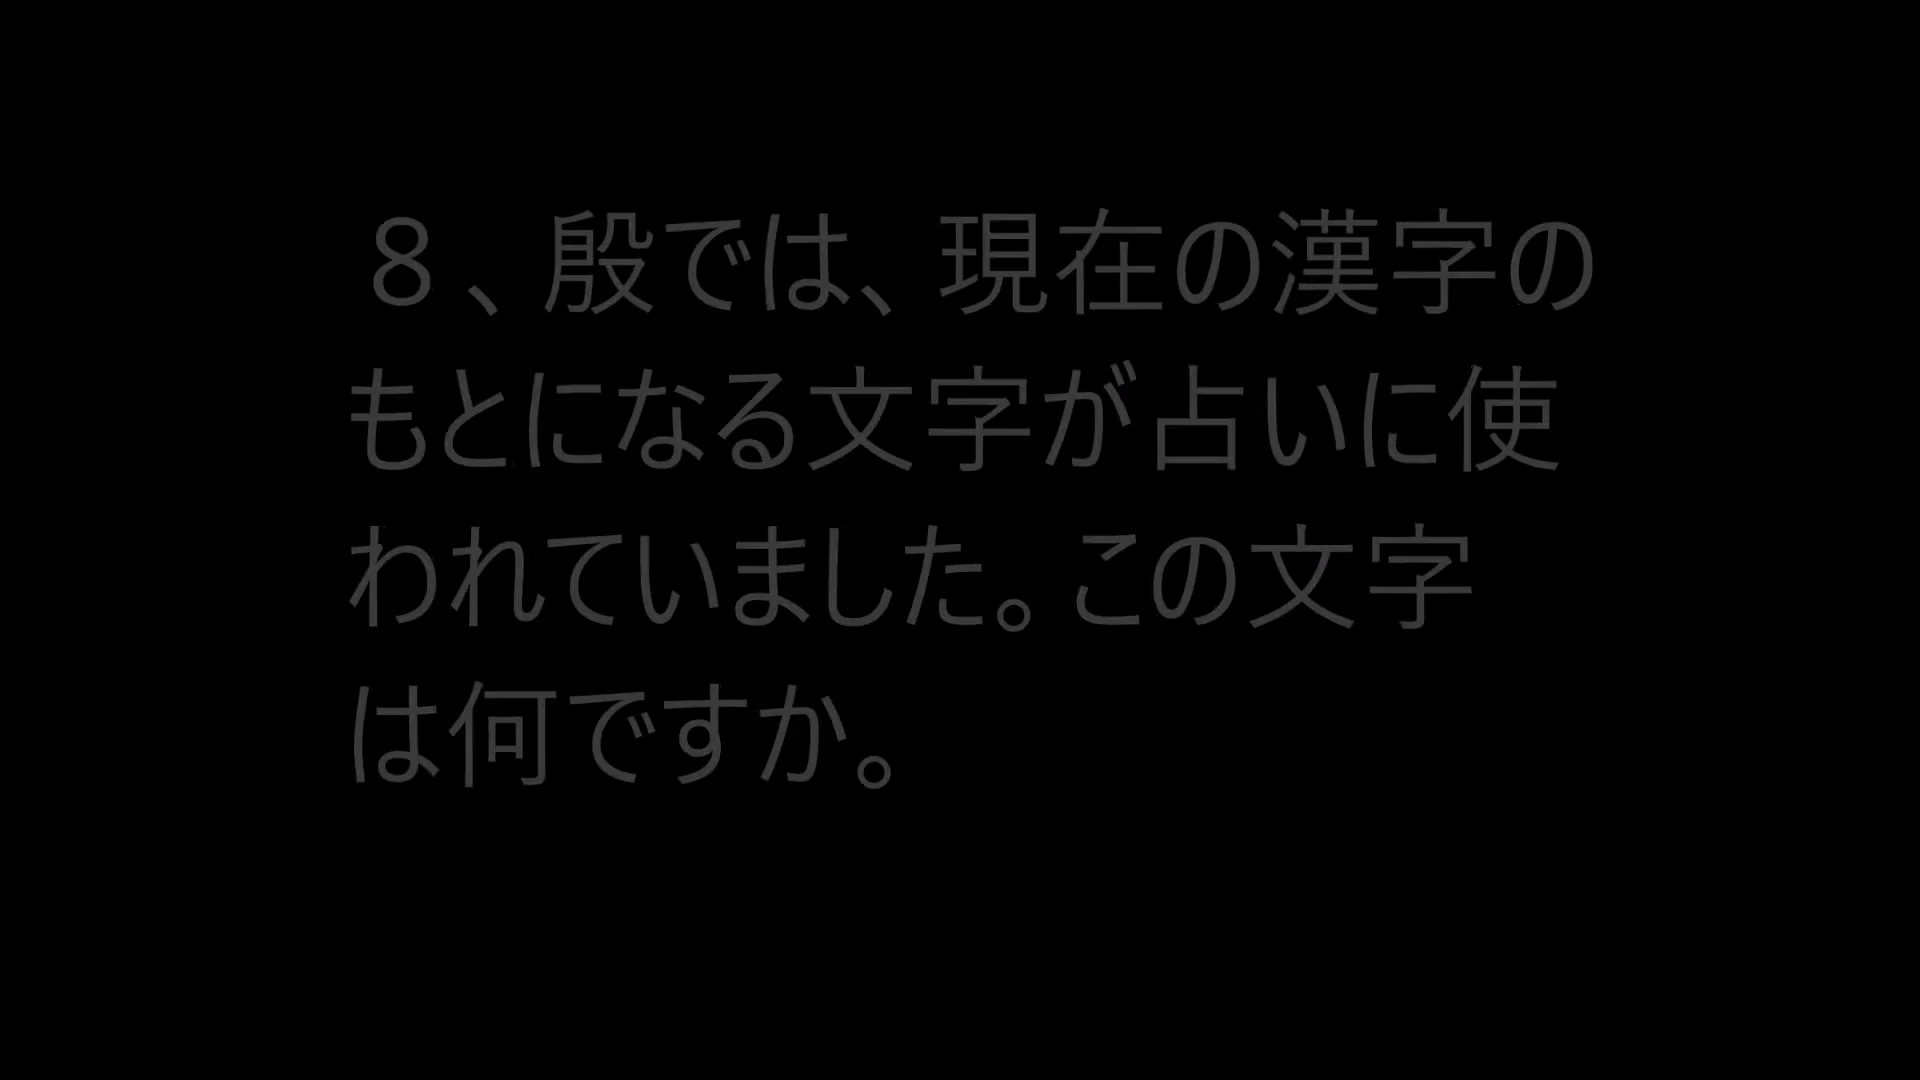 ８、殷では、現在の漢字の
もとになる文字が占いに使
われていました。この文字
は何ですか。